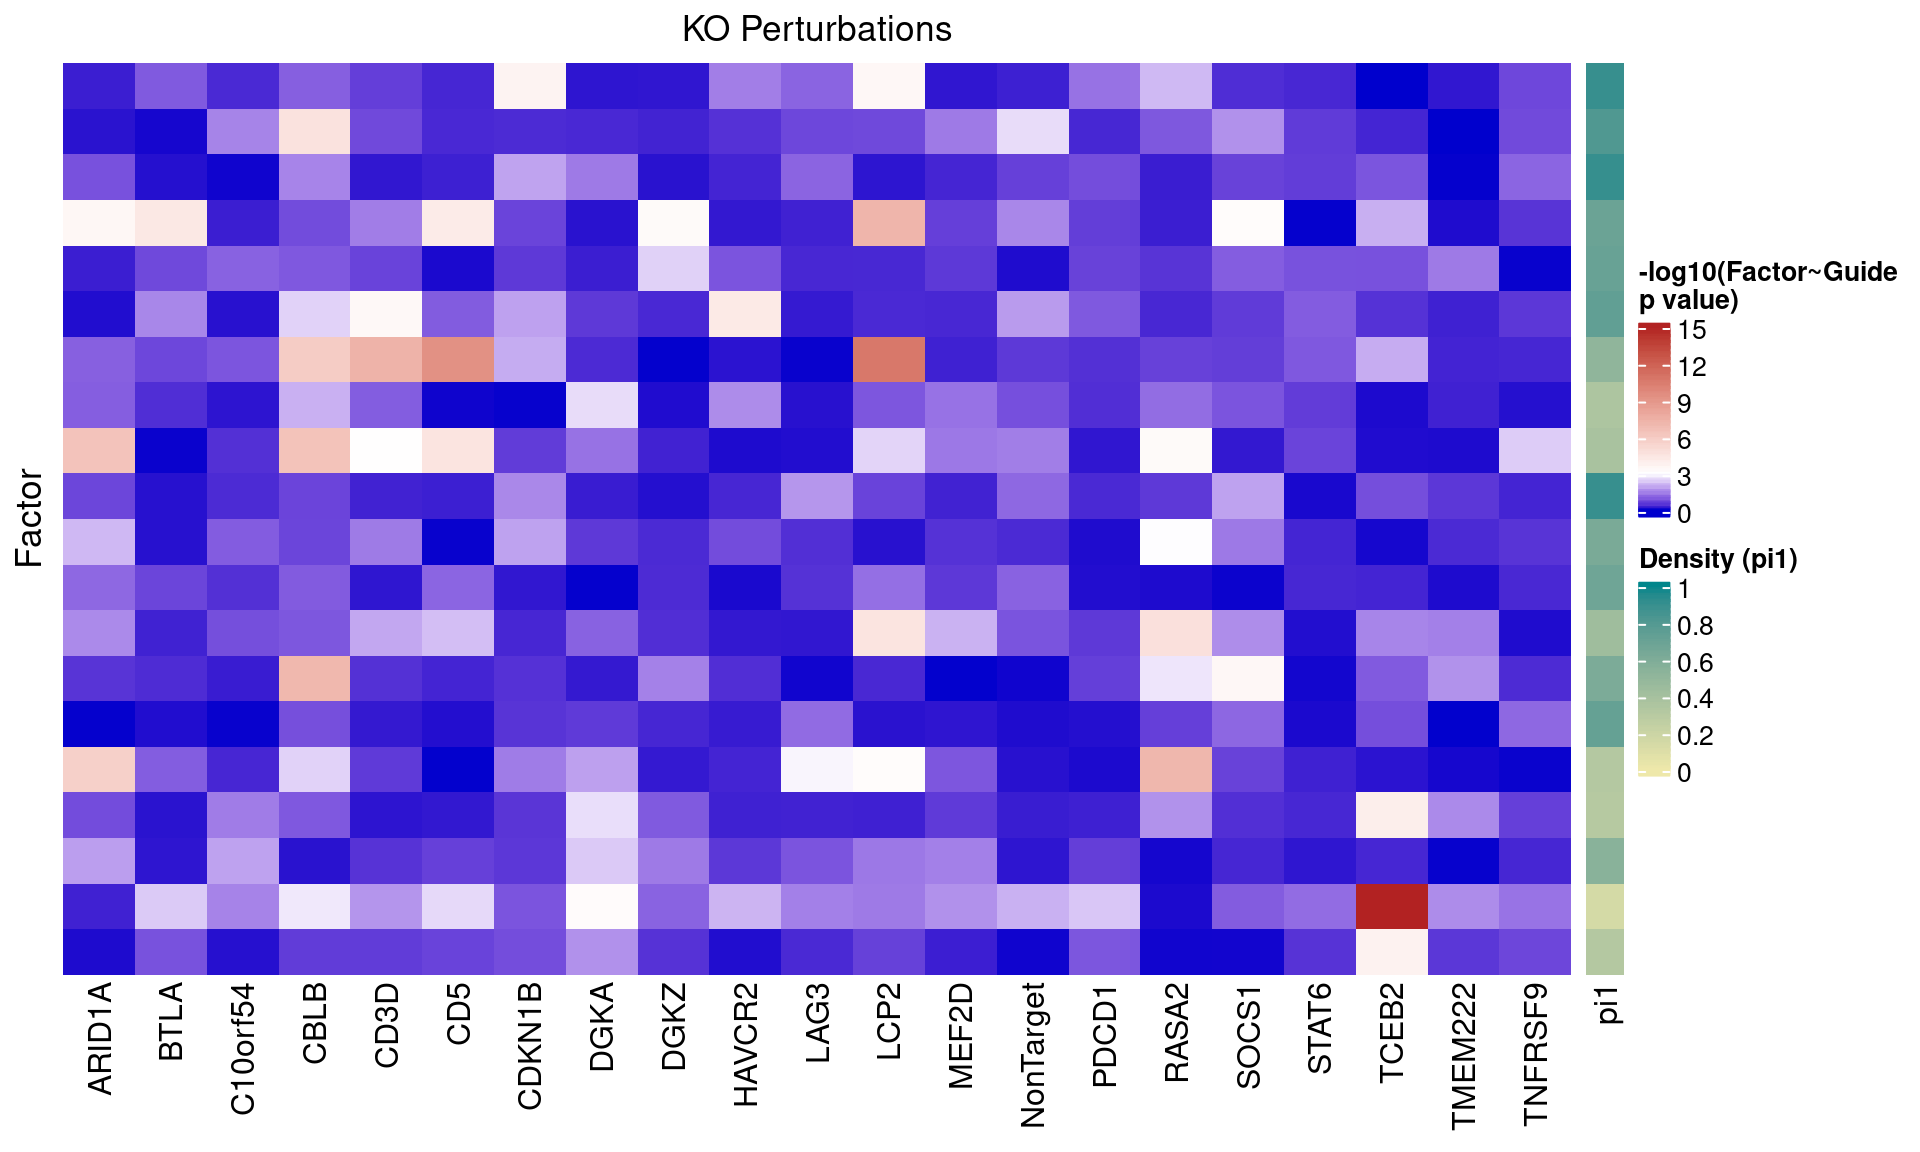 KO Perturbations
Factor
ARID1A
BTLA
C10orf54
CBLB
CD3D
CD5
CDKN1B
DGKA
DGKZ
HAVCR2
LAG3
LCP2
MEF2D
NonTarget
PDCD1
RASA2
SOCS1
STAT6
TCEB2
TMEM222
TNFRSF9
pi1
-log10(Factor~Guide
p value)
15
12
9
6
3
0
Density (pi1)
1
0.8
0.6
0.4
0.2
0